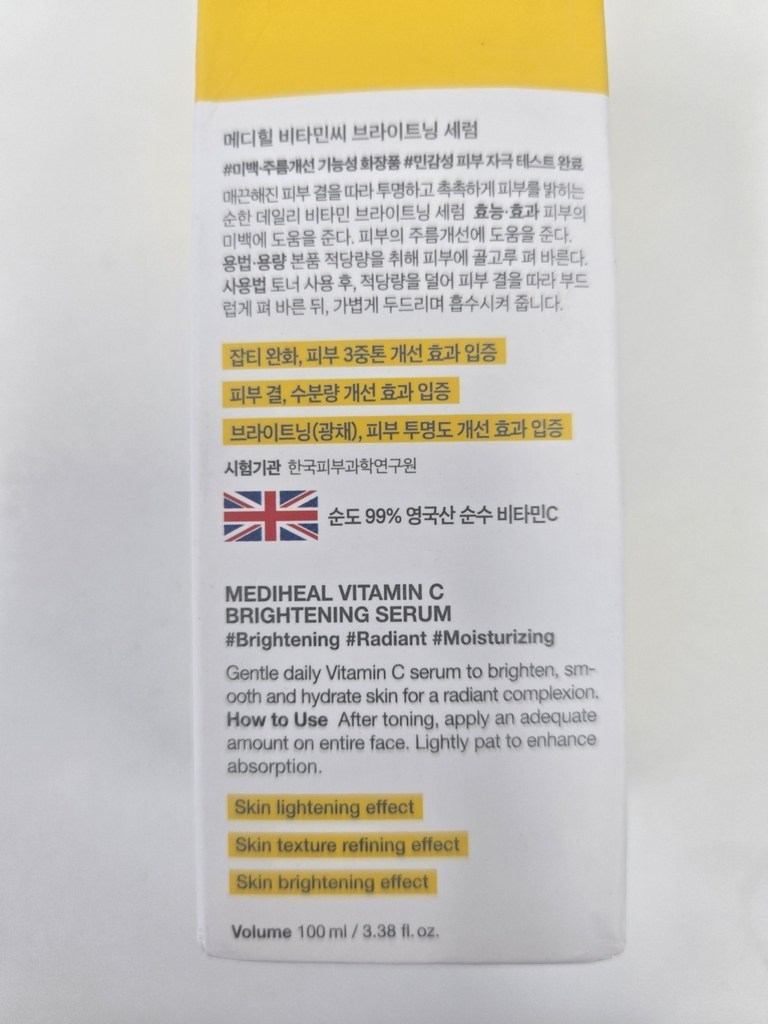 메디힐 비타민씨 브라이트닝 세럼
#미백·주름개선 기능성 화장품 #민감성 피부 자극 테스트 완료
매끈해진 피부 결을 따라 투명하고 촉촉하게 피부를 밝히는
순한 데일리 비타민 브라이트닝 세럼 효능·효과 피부의
미백에 도움을 준다. 피부의 주름개선에 도움을 준다.
용법·용량 본품 적당량을 취해 피부에 골고루 펴 바른다.
사용법 토너 사용 후, 적당량을 덜어 피부 결을 따라 부드
럽게 펴 바른 뒤, 가볍게 두드리며 흡수시켜 줍니다.
잡티 완화, 피부 3중톤 개선 효과 입증
피부 결, 수분량 개선 효과 입증
브라이트닝(광채), 피부 투명도 개선 효과 입증
시험기관 한국피부과학연구원
순도 99% 영국산 순수 비타민C
MEDIHEAL VITAMIN C
BRIGHTENING SERUM
#Brightening #Radiant #Moisturizing
Gentle daily Vitamin C serum to brighten, sm-
ooth and hydrate skin for a radiant complexion.
How to Use After toning, apply an adequate
amount on entire face. Lightly pat to enhance
absorption.
Skin lightening effect
Skin texture refining effect
Skin brightening effect
Volume 100 ml / 3.38 fl. oz.